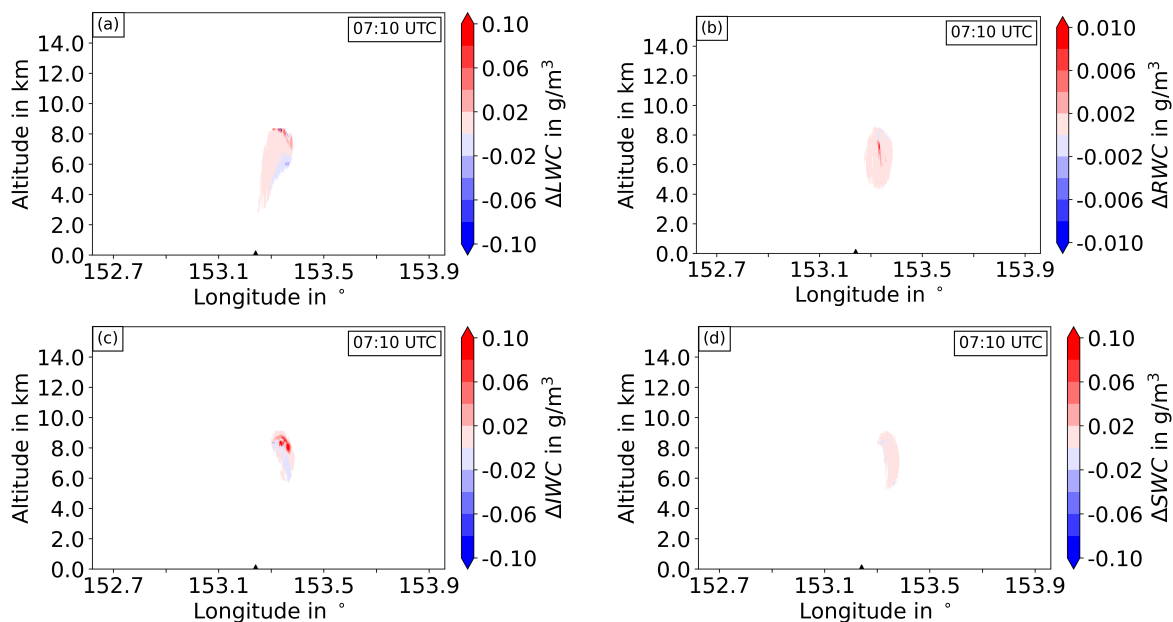 (a)
07:10 UTC
14.0
12.0
10.0
8.0
6.0
4.0
2.0
0.0
Altitude in km
152.7 153.1 153.5 153.9
Longitude in °
0.10
0.06
0.02
-0.02
-0.06
-0.10
ΔLWC in g/m³
(b)
07:10 UTC
14.0
12.0
10.0
8.0
6.0
4.0
2.0
0.0
Altitude in km
152.7 153.1 153.5 153.9
Longitude in °
0.010
0.006
0.002
-0.002
-0.006
-0.010
ΔRWC in g/m³
(c)
07:10 UTC
14.0
12.0
10.0
8.0
6.0
4.0
2.0
0.0
Altitude in km
152.7 153.1 153.5 153.9
Longitude in °
0.10
0.06
0.02
-0.02
-0.06
-0.10
ΔIWC in g/m³
(d)
07:10 UTC
14.0
12.0
10.0
8.0
6.0
4.0
2.0
0.0
Altitude in km
152.7 153.1 153.5 153.9
Longitude in °
0.10
0.06
0.02
-0.02
-0.06
-0.10
ΔSWC in g/m³